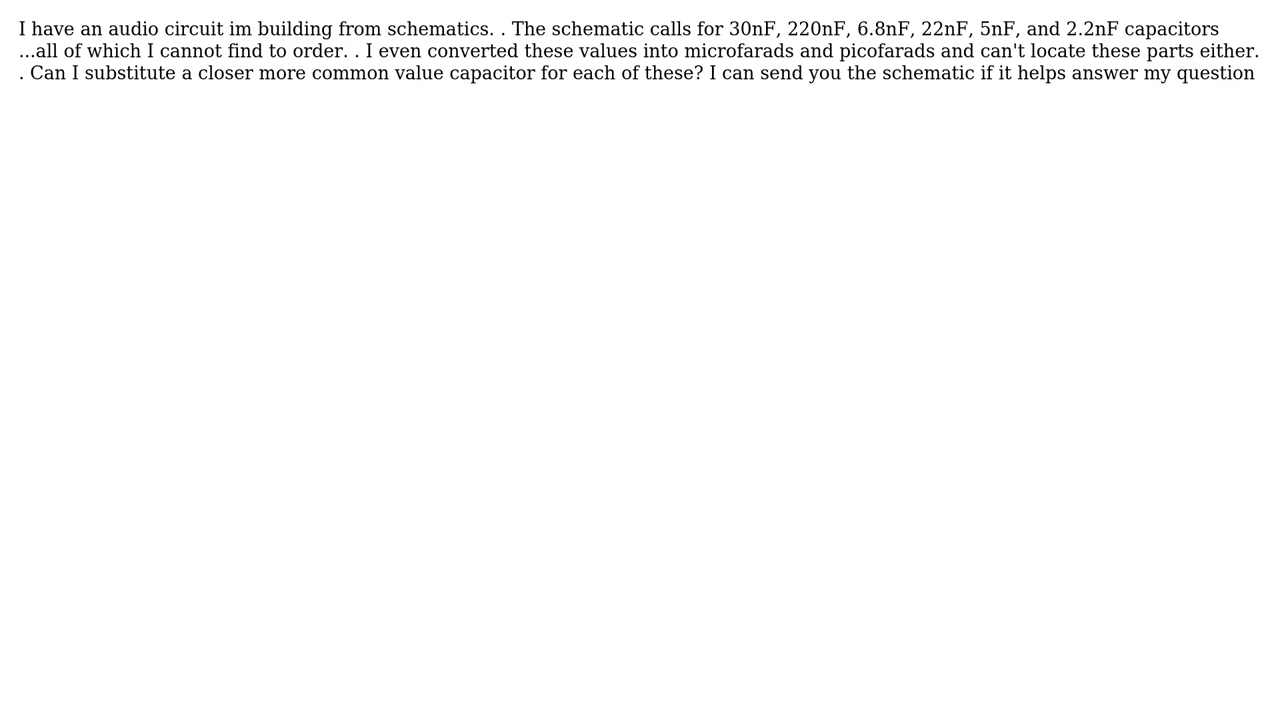 I have an audio circuit im building from schematics. . The schematic calls for 30nF, 220nF, 6.8nF, 22nF, 5nF, and 2.2nF capacitors
...all of which I cannot find to order. . I even converted these values into microfarads and picofarads and can't locate these parts either.
. Can I substitute a closer more common value capacitor for each of these? I can send you the schematic if it helps answer my question